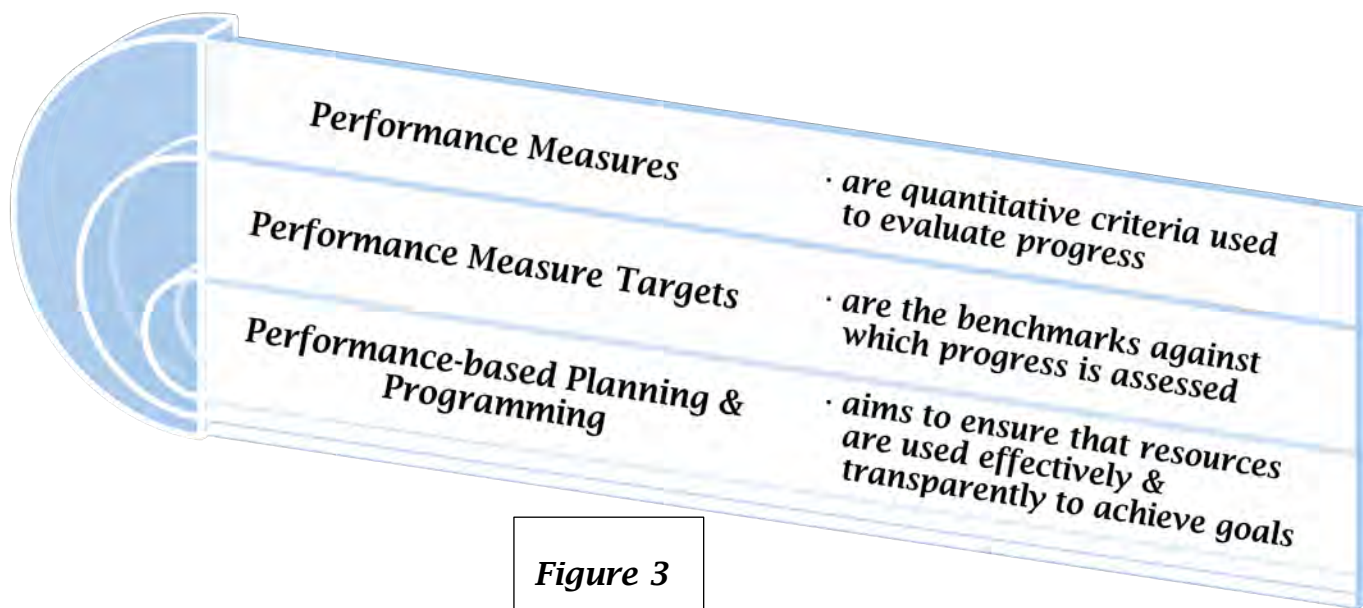 Performance Measures
· are quantitative criteria used
to evaluate progress
Performance Measure Targets
· are the benchmarks against
which progress is assessed
Performance-based Planning &
Programming
· aims to ensure that resources
are used effectively &
transparently to achieve goals
Figure 3